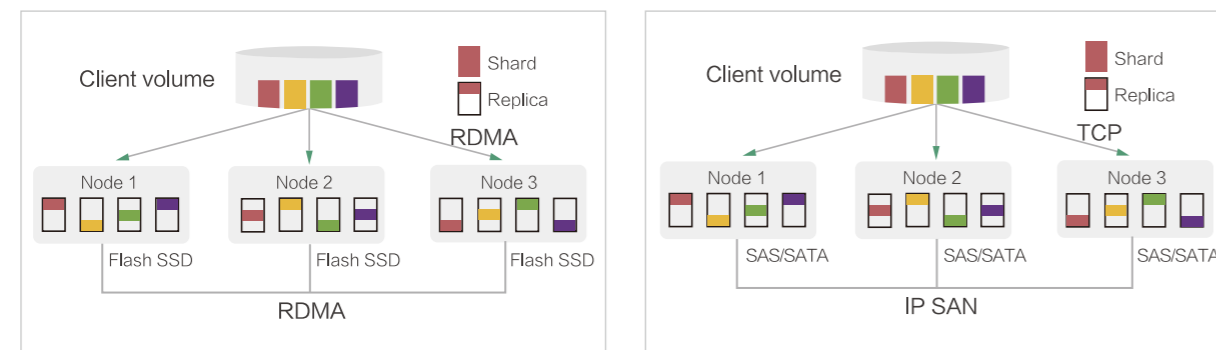 Client volume
Shard
Replica
RDMA
Node 1
Node 2
Node 3
Flash SSD
Flash SSD
Flash SSD
RDMA
Client volume
Shard
Replica
TCP
Node 1
Node 2
Node 3
SAS/SATA
SAS/SATA
SAS/SATA
IP SAN